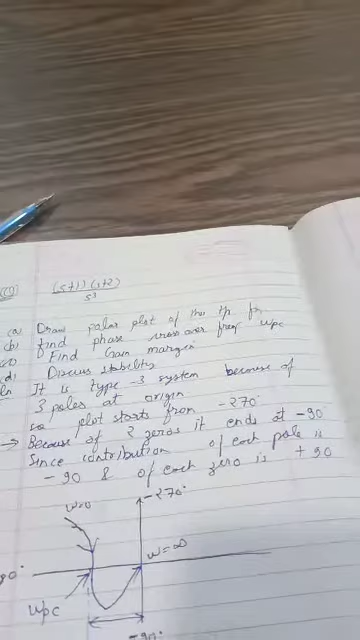 (s+1) (s+2)
s³
(a) Draw polar plot of this tp. fn
(b) find phase cross over freq wpc
Find Gain margin
(d) Discuss stability
It is type -3 system because of
3 poles at origin
so plot starts from -270°
→ Because of 2 zeros it ends at -90°
Since contribution of each pole is
-90 & of each zero is +90
w=0
-270°
w=∞
wpc
-90°